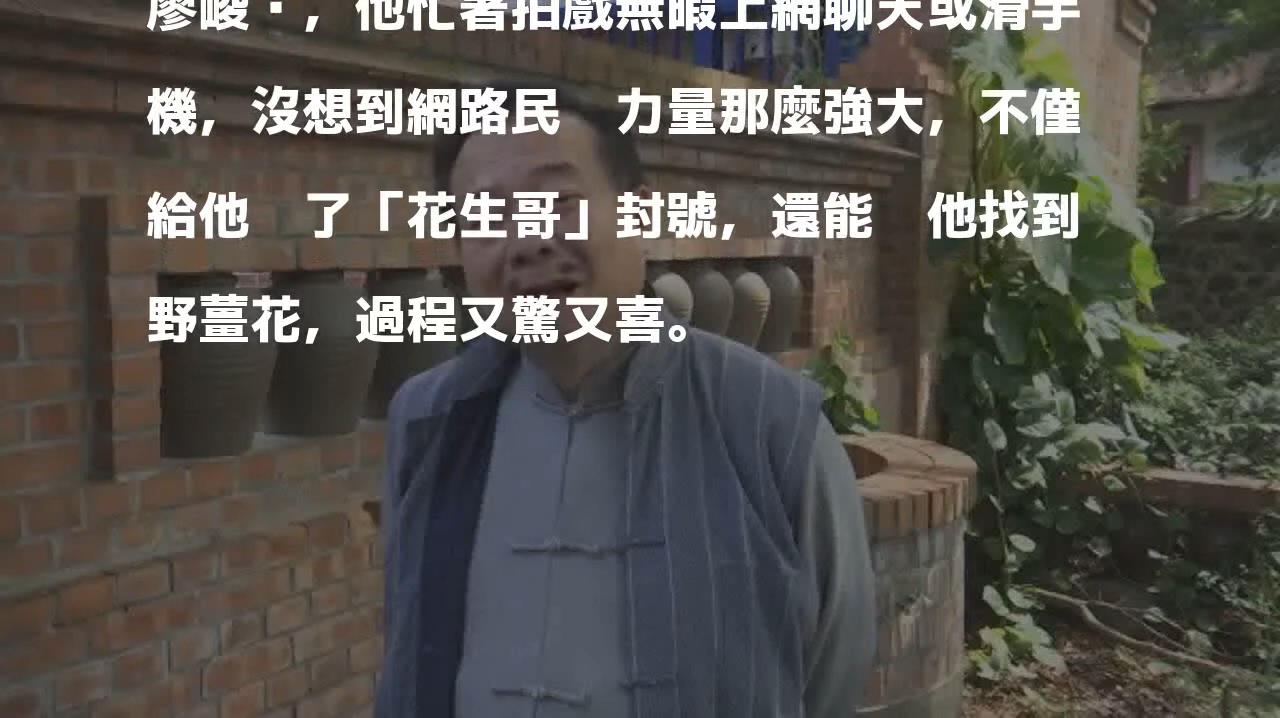 廖峻·，他忙著拍戲無暇上網聊天或滑手
機，沒想到網路民　力量那麼強大，不僅
給他　了「花生哥」封號，還能　他找到
野薑花，過程又驚又喜。